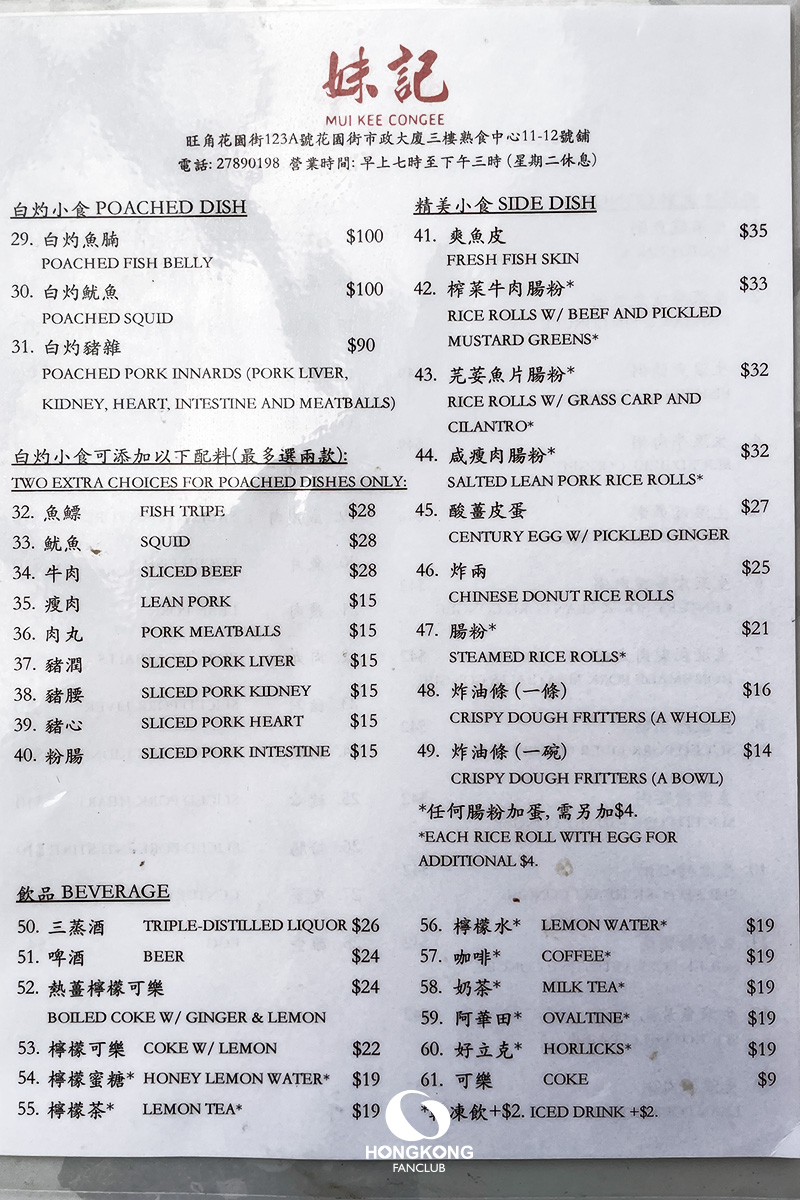 妹記
MUI KEE CONGEE
旺角花園街123A號花園街市政大廈三樓熟食中心11-12號舖
電話: 27890198 營業時間: 早上七時至下午三時 (星期二休息)
白灼小食 POACHED DISH
29. 白灼魚腩 $100
POACHED FISH BELLY
30. 白灼魷魚 $100
POACHED SQUID
31. 白灼豬雜 $90
POACHED PORK INNARDS (PORK LIVER,
KIDNEY, HEART, INTESTINE AND MEATBALLS)
白灼小食可添加以下配料(最多選兩款):
TWO EXTRA CHOICES FOR POACHED DISHES ONLY:
32. 魚鰾 FISH TRIPE $28
33. 魷魚 SQUID $28
34. 牛肉 SLICED BEEF $28
35. 瘦肉 LEAN PORK $15
36. 肉丸 PORK MEATBALLS $15
37. 豬潤 SLICED PORK LIVER $15
38. 豬腰 SLICED PORK KIDNEY $15
39. 豬心 SLICED PORK HEART $15
40. 粉腸 SLICED PORK INTESTINE $15
精美小食 SIDE DISH
41. 爽魚皮 $35
FRESH FISH SKIN
42. 榨菜牛肉腸粉* $33
RICE ROLLS W/ BEEF AND PICKLED
MUSTARD GREENS*
43. 芫荽魚片腸粉* $32
RICE ROLLS W/ GRASS CARP AND
CILANTRO*
44. 咸瘦肉腸粉* $32
SALTED LEAN PORK RICE ROLLS*
45. 酸薑皮蛋 $27
CENTURY EGG W/ PICKLED GINGER
46. 炸兩 $25
CHINESE DONUT RICE ROLLS
47. 腸粉* $21
STEAMED RICE ROLLS*
48. 炸油條 (一條) $16
CRISPY DOUGH FRITTERS (A WHOLE)
49. 炸油條 (一碗) $14
CRISPY DOUGH FRITTERS (A BOWL)
*任何腸粉加蛋, 需另加$4.
*EACH RICE ROLL WITH EGG FOR
ADDITIONAL $4.
飲品 BEVERAGE
50. 三蒸酒 TRIPLE-DISTILLED LIQUOR $26
51. 啤酒 BEER $24
52. 熱薑檸檬可樂 $24
BOILED COKE W/ GINGER & LEMON
53. 檸檬可樂 COKE W/ LEMON $22
54. 檸檬蜜糖* HONEY LEMON WATER* $19
55. 檸檬茶* LEMON TEA* $19
56. 檸檬水* LEMON WATER* $19
57. 咖啡* COFFEE* $19
58. 奶茶* MILK TEA* $19
59. 阿華田* OVALTINE* $19
60. 好立克* HORLICKS* $19
61. 可樂 COKE $9
* 凍飲+$2. ICED DRINK +$2.
HONGKONG
FANCLUB